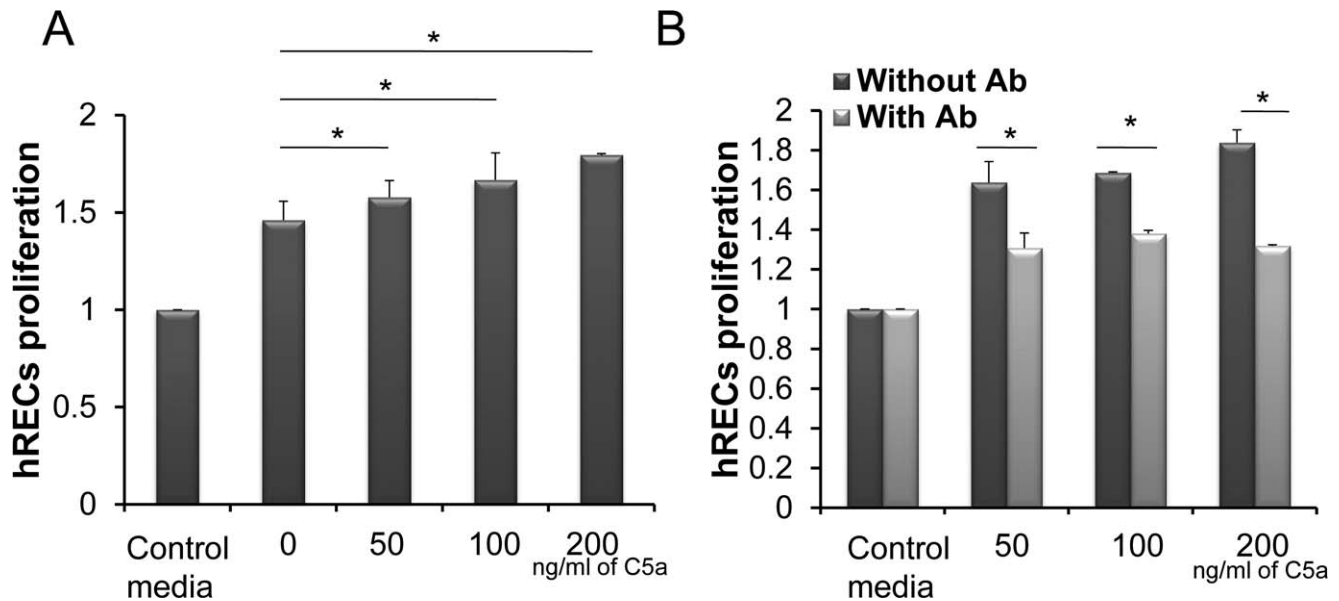 A
*
*
*
hRECs proliferation
2
1.5
1
0.5
0
Control media
0
50
100
200
ng/ml of C5a
B
Without Ab
With Ab
*
*
*
hRECs proliferation
2
1.8
1.6
1.4
1.2
1
0.8
0.6
0.4
0.2
0
Control media
50
100
200
ng/ml of C5a